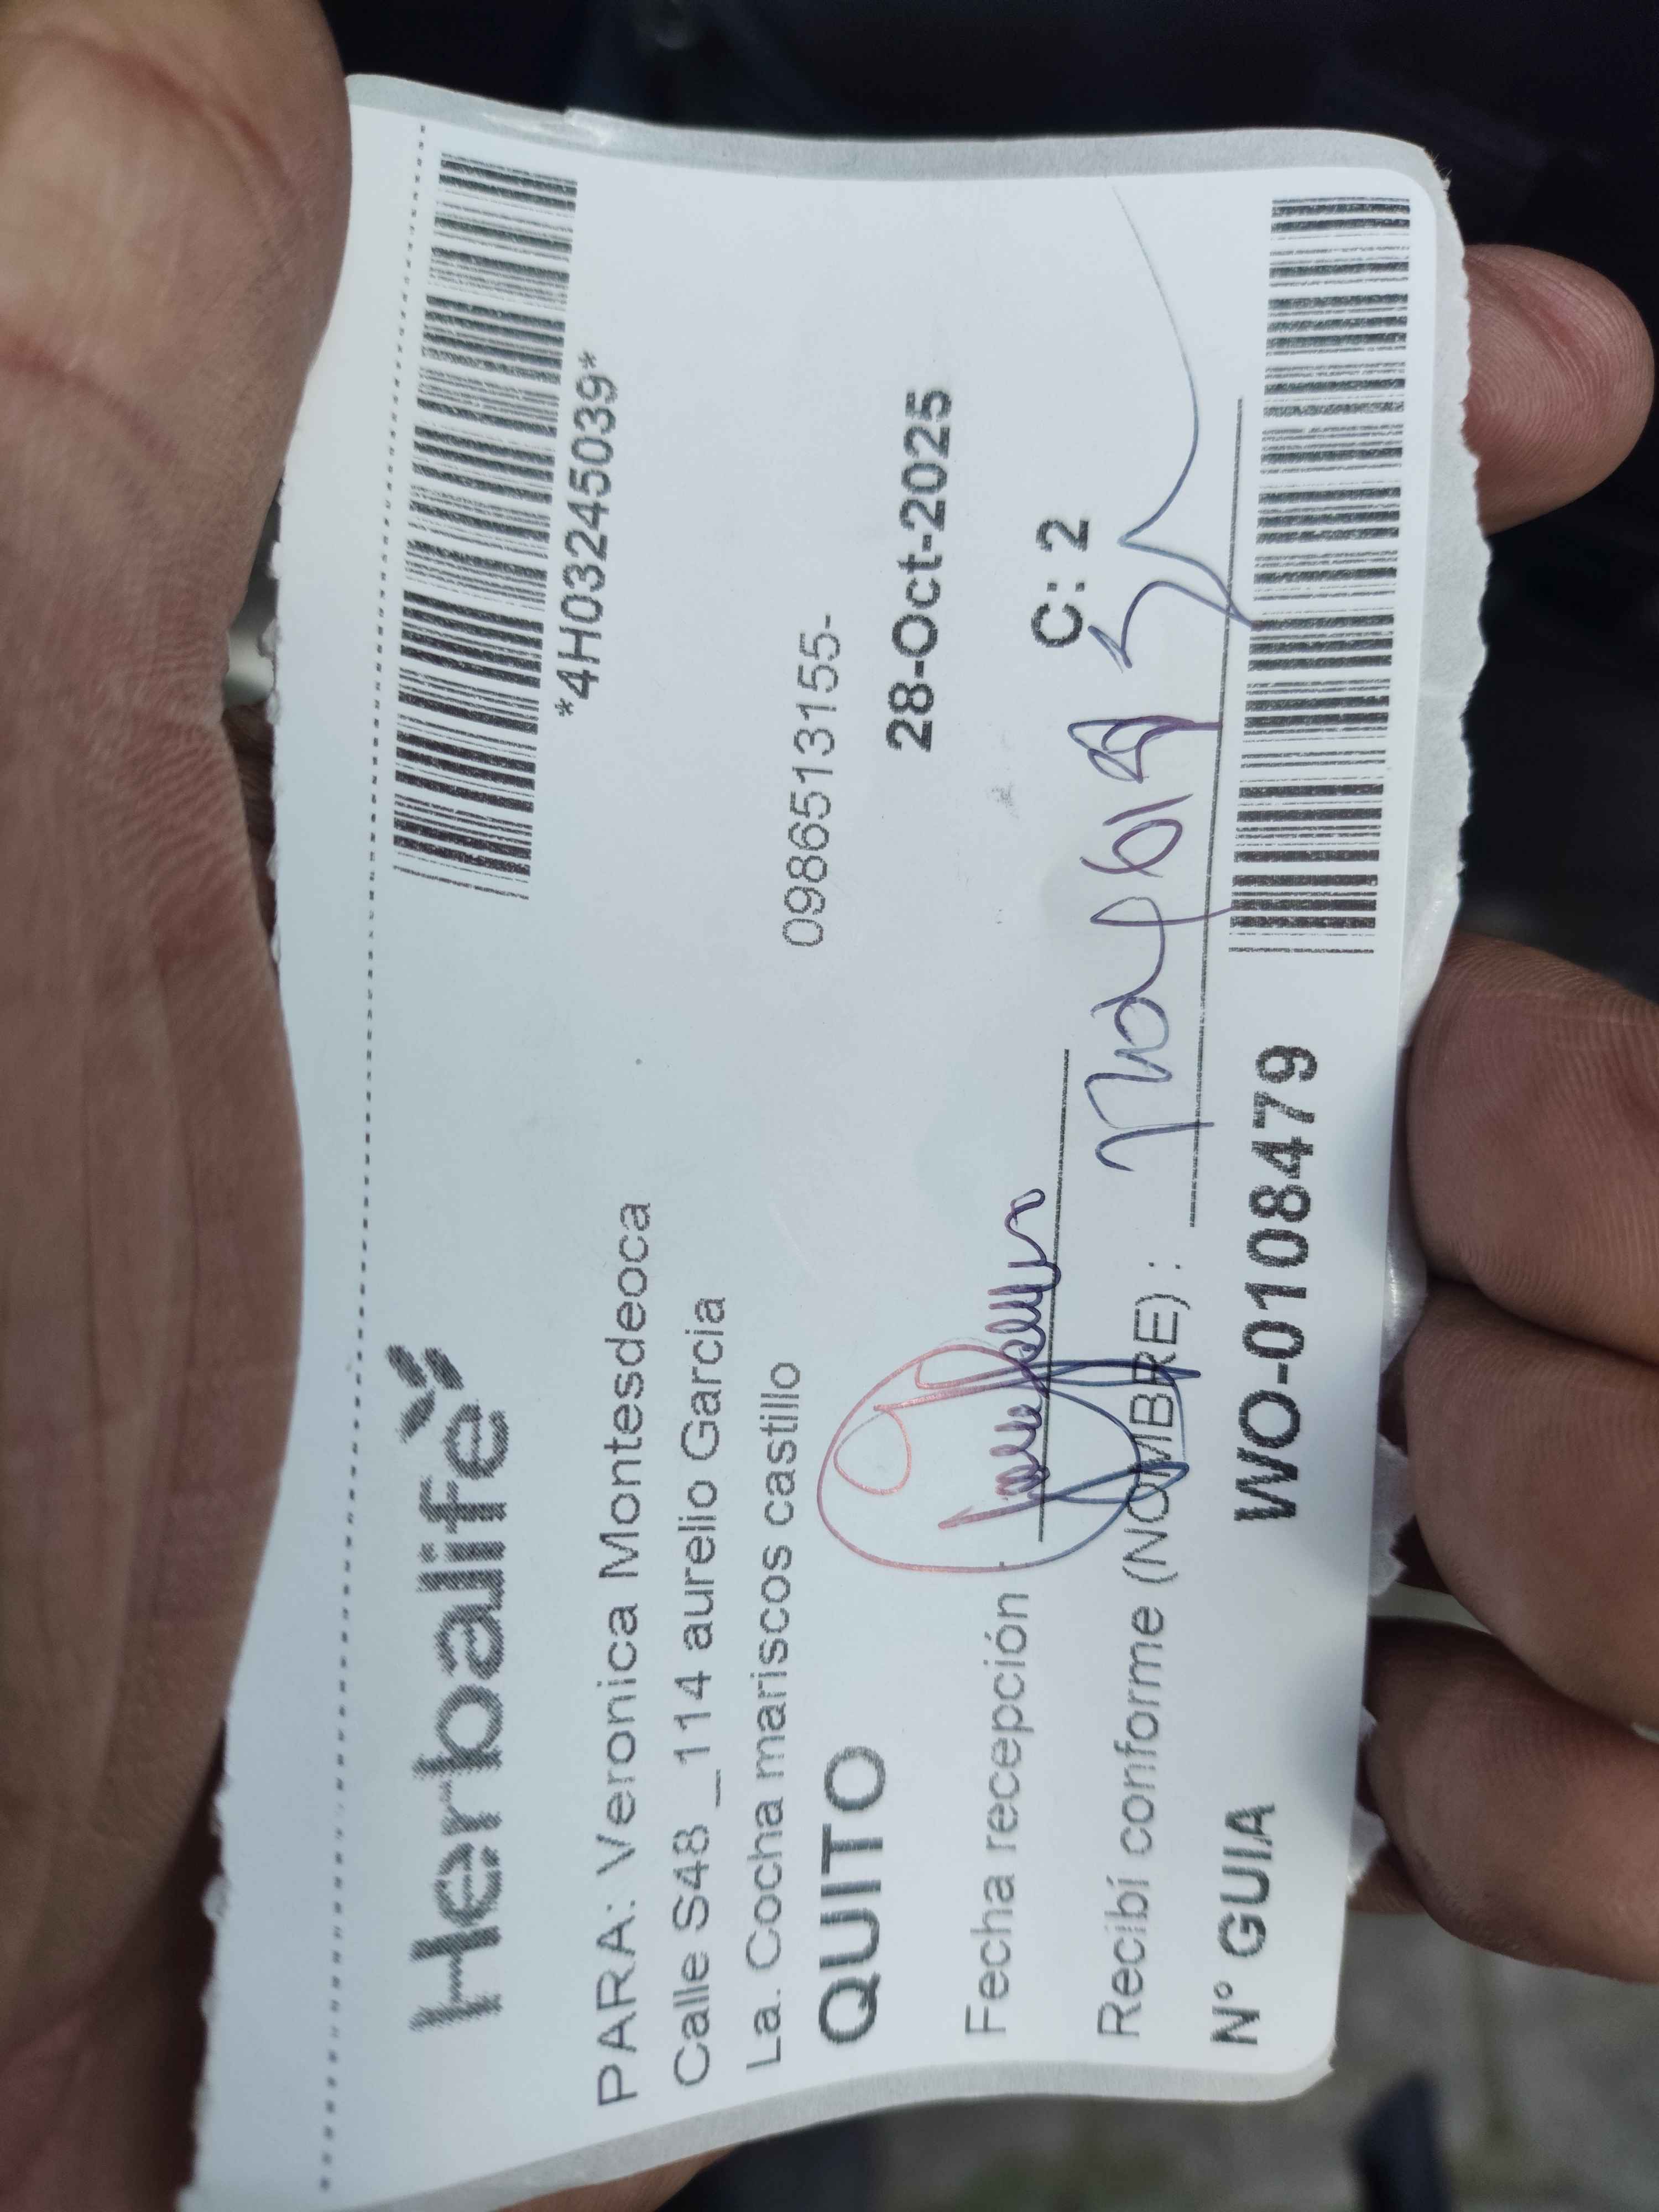 Herbalife
*4H03245039*
PARA: Veronica Montesdeoca
Calle S48 _114 aurelio Garcia
La. Cocha mariscos castillo
0986513155-
QUITO
28-Oct-2025
Fecha recepción
C: 2
Recibí conforme (NOMBRE) :
N° GUIA WO-0108479